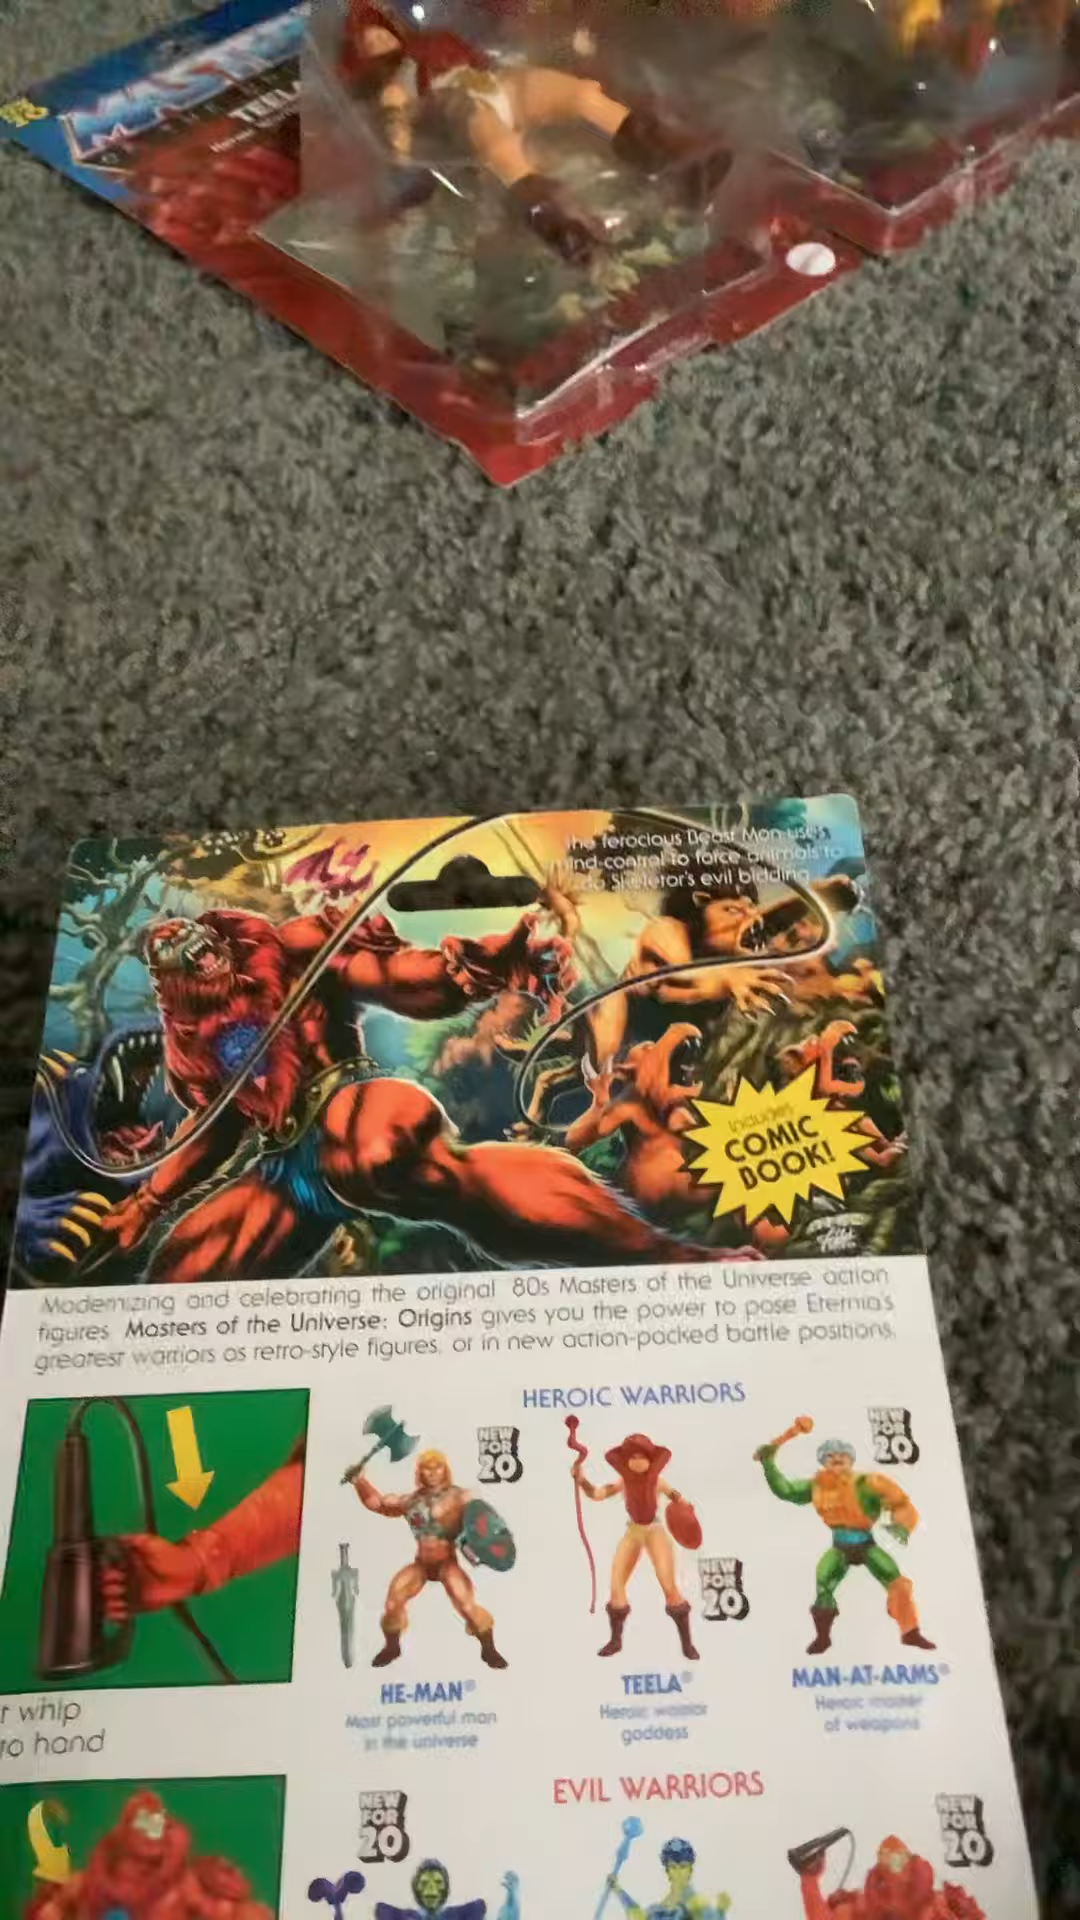 MASTE
TEELA
the ferocious Beast Man uses
mind-control to force animals to
do Skeletor's evil bidding
Includes
COMIC
BOOK!
Modernizing and celebrating the original 80s Masters of the Universe action
figures. Masters of the Universe: Origins gives you the power to pose Eternia's
greatest warriors as retro-style figures, or in new action-packed battle positions.
HEROIC WARRIORS
NEW
FOR
20
NEW
FOR
20
NEW
FOR
20
HE-MAN®
Most powerful man
in the universe
TEELA®
Heroic warrior
goddess
MAN-AT-ARMS®
Heroic master
of weapons
whip
to hand
EVIL WARRIORS
NEW
FOR
20
NEW
FOR
20